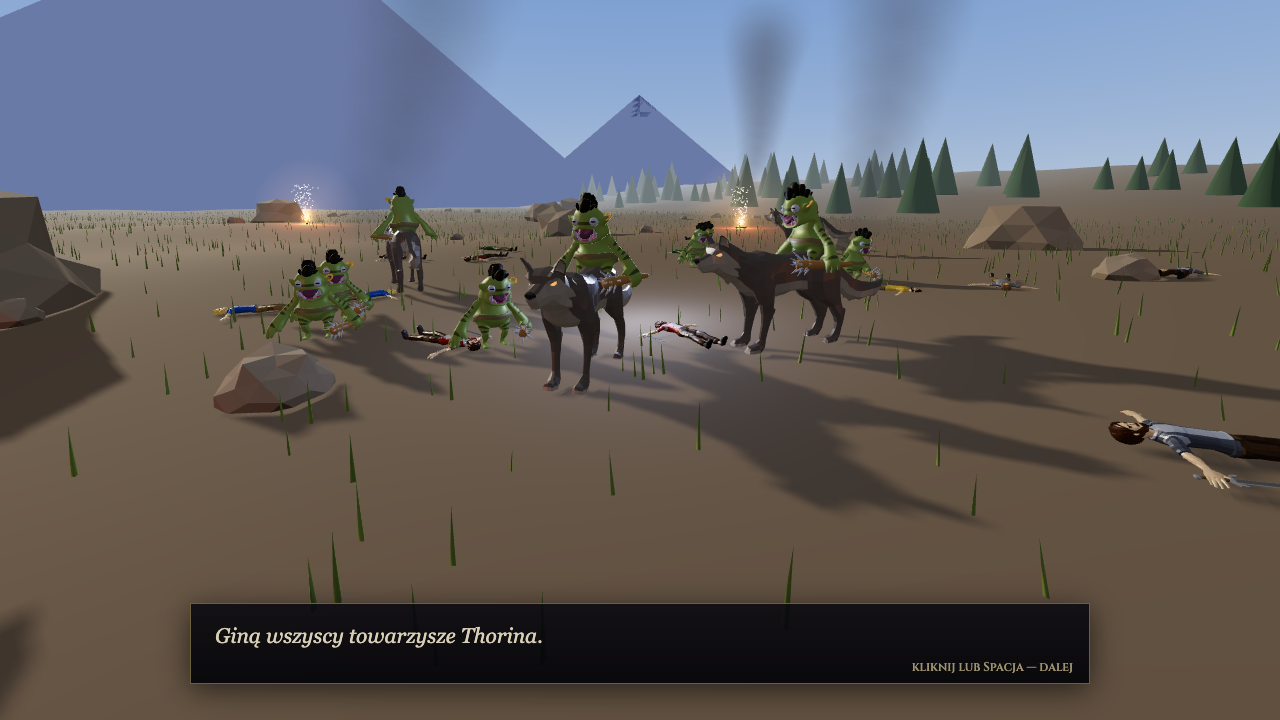 Giną wszyscy towarzysze Thorina.
KLIKNIJ LUB SPACJA — DALEJ